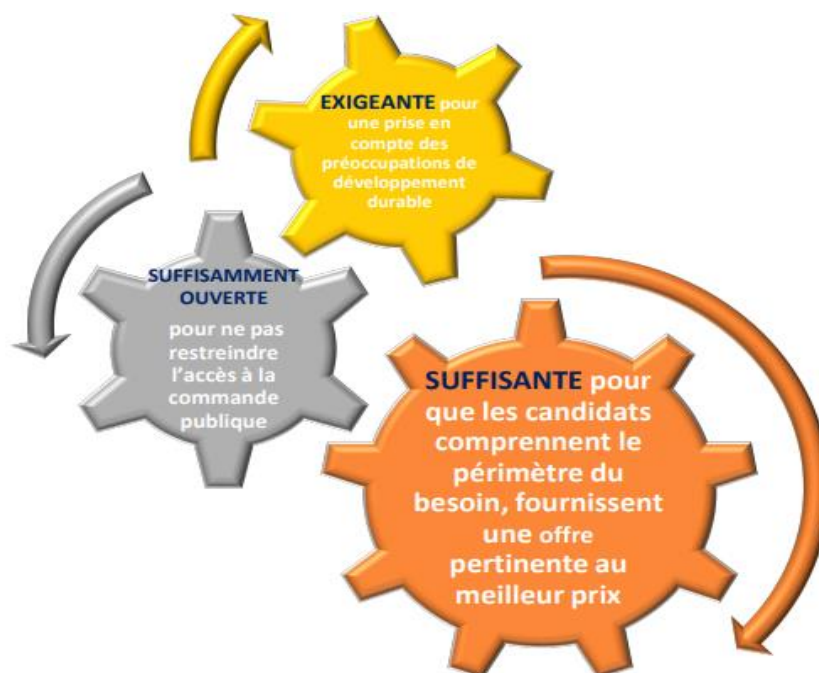 EXIGEANTE pour
une prise en
compte des
préoccupations de
développement
durable
SUFFISAMMENT
OUVERTE
pour ne pas
restreindre
l’accès à la
commande
publique
SUFFISANTE pour
que les candidats
comprennent le
périmètre du
besoin, fournissent
une offre
pertinente au
meilleur prix